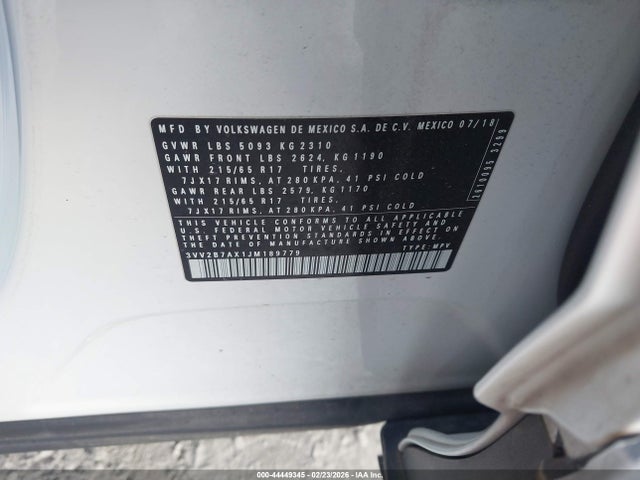 MFD BY VOLKSWAGEN DE MEXICO S.A. DE C.V. MEXICO 07/18
GVWR LBS 5093 KG2310
GAWR FRONT LBS 2624, KG1190
WITH 215/65 R17 TIRES,
7JX17 RIMS, AT 280KPA, 41 PSI COLD
GAWR REAR LBS 2579, KG1170
WITH 215/65 R17 TIRES,
7JX17 RIMS, AT 280KPA, 41 PSI COLD
THIS VEHICLE CONFORMS TO ALL APPLICABLE
U.S. FEDERAL MOTOR VEHICLE SAFETY AND
THEFT PREVENTION STANDARDS IN EFFECT ON
THE DATE OF MANUFACTURE SHOWN ABOVE.
3VV2B7AX1JM189779 TYPE: MPV
000-44449345 - 02/23/2026 - IAA Inc.